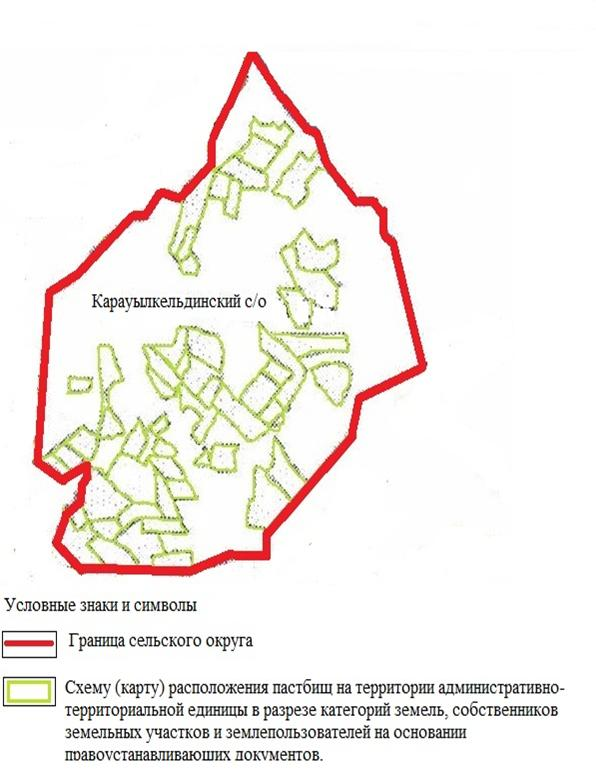 Карауылкельдинский с/о
Условные знаки и символы
Граница сельского округа
Схему (карту) расположения пастбищ на территории административно-
территориальной единицы в разрезе категорий земель, собственников
земельных участков и землепользователей на основании
правоустанавливающих документов.